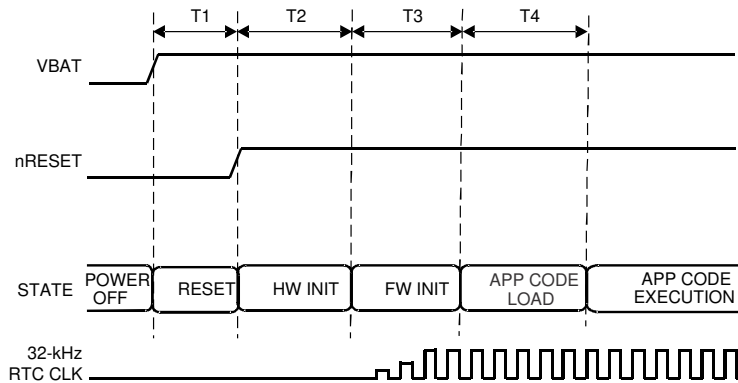 T1 T2 T3 T4
VBAT
nRESET
STATE
POWER
OFF
RESET
HW INIT
FW INIT
APP CODE
LOAD
APP CODE
EXECUTION
32-kHz
RTC CLK